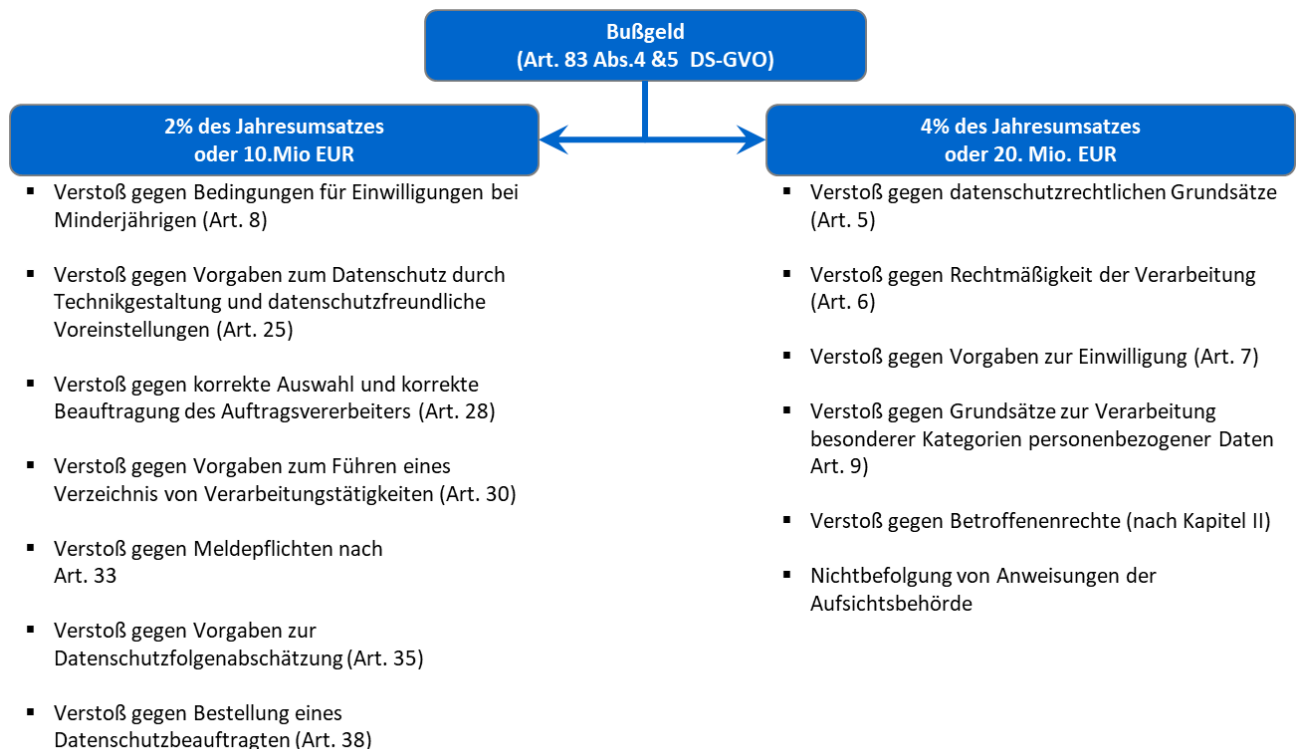 Bußgeld
(Art. 83 Abs.4 &5 DS-GVO)
2% des Jahresumsatzes
oder 10.Mio EUR
▪ Verstoß gegen Bedingungen für Einwilligungen bei
Minderjährigen (Art. 8)
▪ Verstoß gegen Vorgaben zum Datenschutz durch
Technikgestaltung und datenschutzfreundliche
Voreinstellungen (Art. 25)
▪ Verstoß gegen korrekte Auswahl und korrekte
Beauftragung des Auftragsvererbeiters (Art. 28)
▪ Verstoß gegen Vorgaben zum Führen eines
Verzeichnis von Verarbeitungstätigkeiten (Art. 30)
▪ Verstoß gegen Meldepflichten nach
Art. 33
▪ Verstoß gegen Vorgaben zur
Datenschutzfolgenabschätzung (Art. 35)
▪ Verstoß gegen Bestellung eines
Datenschutzbeauftragten (Art. 38)
4% des Jahresumsatzes
oder 20. Mio. EUR
▪ Verstoß gegen datenschutzrechtlichen Grundsätze
(Art. 5)
▪ Verstoß gegen Rechtmäßigkeit der Verarbeitung
(Art. 6)
▪ Verstoß gegen Vorgaben zur Einwilligung (Art. 7)
▪ Verstoß gegen Grundsätze zur Verarbeitung
besonderer Kategorien personenbezogener Daten
Art. 9)
▪ Verstoß gegen Betroffenenrechte (nach Kapitel II)
▪ Nichtbefolgung von Anweisungen der
Aufsichtsbehörde